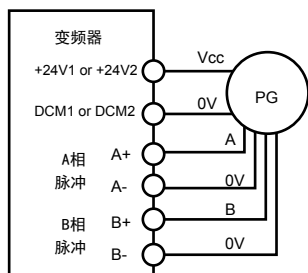 变频器
Vcc
+24V1 or +24V2
0V
DCM1 or DCM2
PG
A
A相
A+
脉冲
A-
0V
B
B相
B+
脉冲
0V
B-